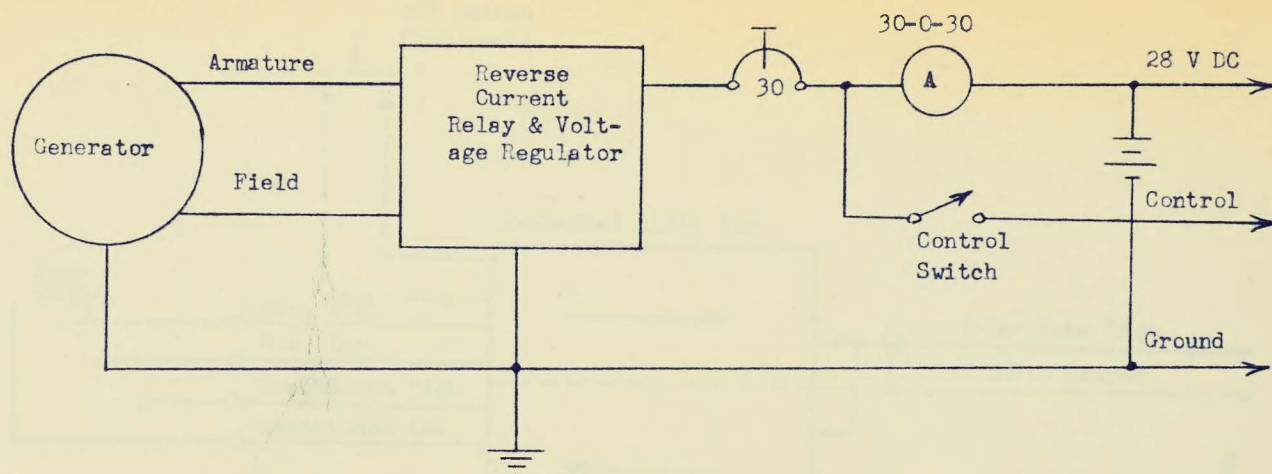 30-0-30
Armature
28 V DC
Reverse
Current
Relay & Volt-
age Regulator
30
A
Generator
Field
Control
Control
Switch
Ground